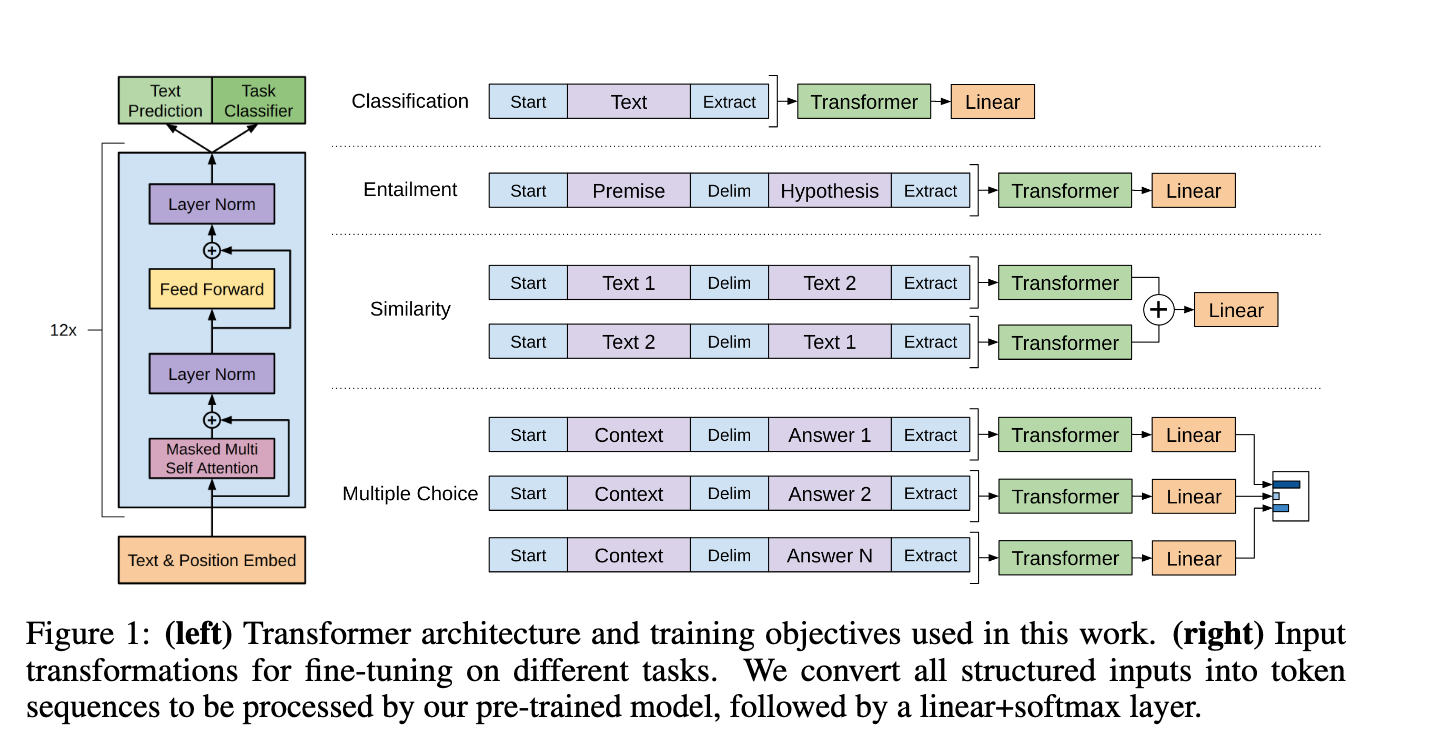 Text
Prediction
Task
Classifier
Layer Norm
+
Feed Forward
12x
Layer Norm
+
Masked Multi
Self Attention
Text & Position Embed
Classification
Start Text Extract Transformer Linear
Entailment
Start Premise Delim Hypothesis Extract Transformer Linear
Similarity
Start Text 1 Delim Text 2 Extract Transformer
+ Linear
Start Text 2 Delim Text 1 Extract Transformer
Multiple Choice
Start Context Delim Answer 1 Extract Transformer Linear
Start Context Delim Answer 2 Extract Transformer Linear
Start Context Delim Answer N Extract Transformer Linear
Figure 1: (left) Transformer architecture and training objectives used in this work. (right) Input
transformations for fine-tuning on different tasks. We convert all structured inputs into token
sequences to be processed by our pre-trained model, followed by a linear+softmax layer.